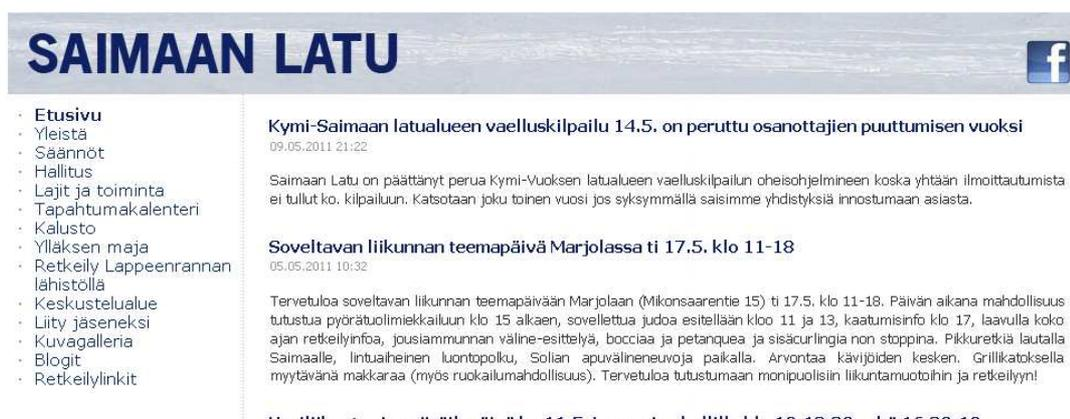 SAIMAAN LATU
f
Etusivu
Yleistä
Säännöt
Hallitus
Lajit ja toiminta
Tapahtumakalenteri
Kalusto
Ylläksen maja
Retkeily Lappeenrannan
lähistöllä
Keskustelualue
Liity jäseneksi
Kuvagalleria
Blogit
Retkeilylinkit
Kymi-Saimaan latualueen vaelluskilpailu 14.5. on peruttu osanottajien puuttumisen vuoksi
09.05.2011 21:22
Saimaan Latu on päättänyt perua Kymi-Vuoksen latualueen vaelluskilpailun oheisohjelmineen koska yhtään ilmoittautumista
ei tullut ko. kilpailuun. Katsotaan joku toinen vuosi jos syksymmällä saisimme yhdistyksiä innostumaan asiasta.
Soveltavan liikunnan teemapäivä Marjolassa ti 17.5. klo 11-18
05.05.2011 10:32
Tervetuloa soveltavan liikunnan teemapäivään Marjolaan (Mikonsaarentie 15) ti 17.5. klo 11-18. Päivän aikana mahdollisuus
tutustua pyörätuolimiekkailuun klo 15 alkaen, sovellettua judoa esitellään kloo 11 ja 13, kaatumisinfo klo 17, laavulla koko
ajan retkeilyinfoa, jousiammunnan väline-esittelyä, bocciaa ja petanquea ja sisäcurlingia non stoppina. Pikkuretkiä lautalla
Saimaalle, lintuaiheinen luontopolku, Solian apuvälineneuvoja paikalla. Arvontaa kävijöiden kesken. Grillikatoksella
myytävänä makkaraa (myös ruokailumahdollisuus). Tervetuloa tutustumaan monipuolisiin liikuntamuotoihin ja retkeilyyn!